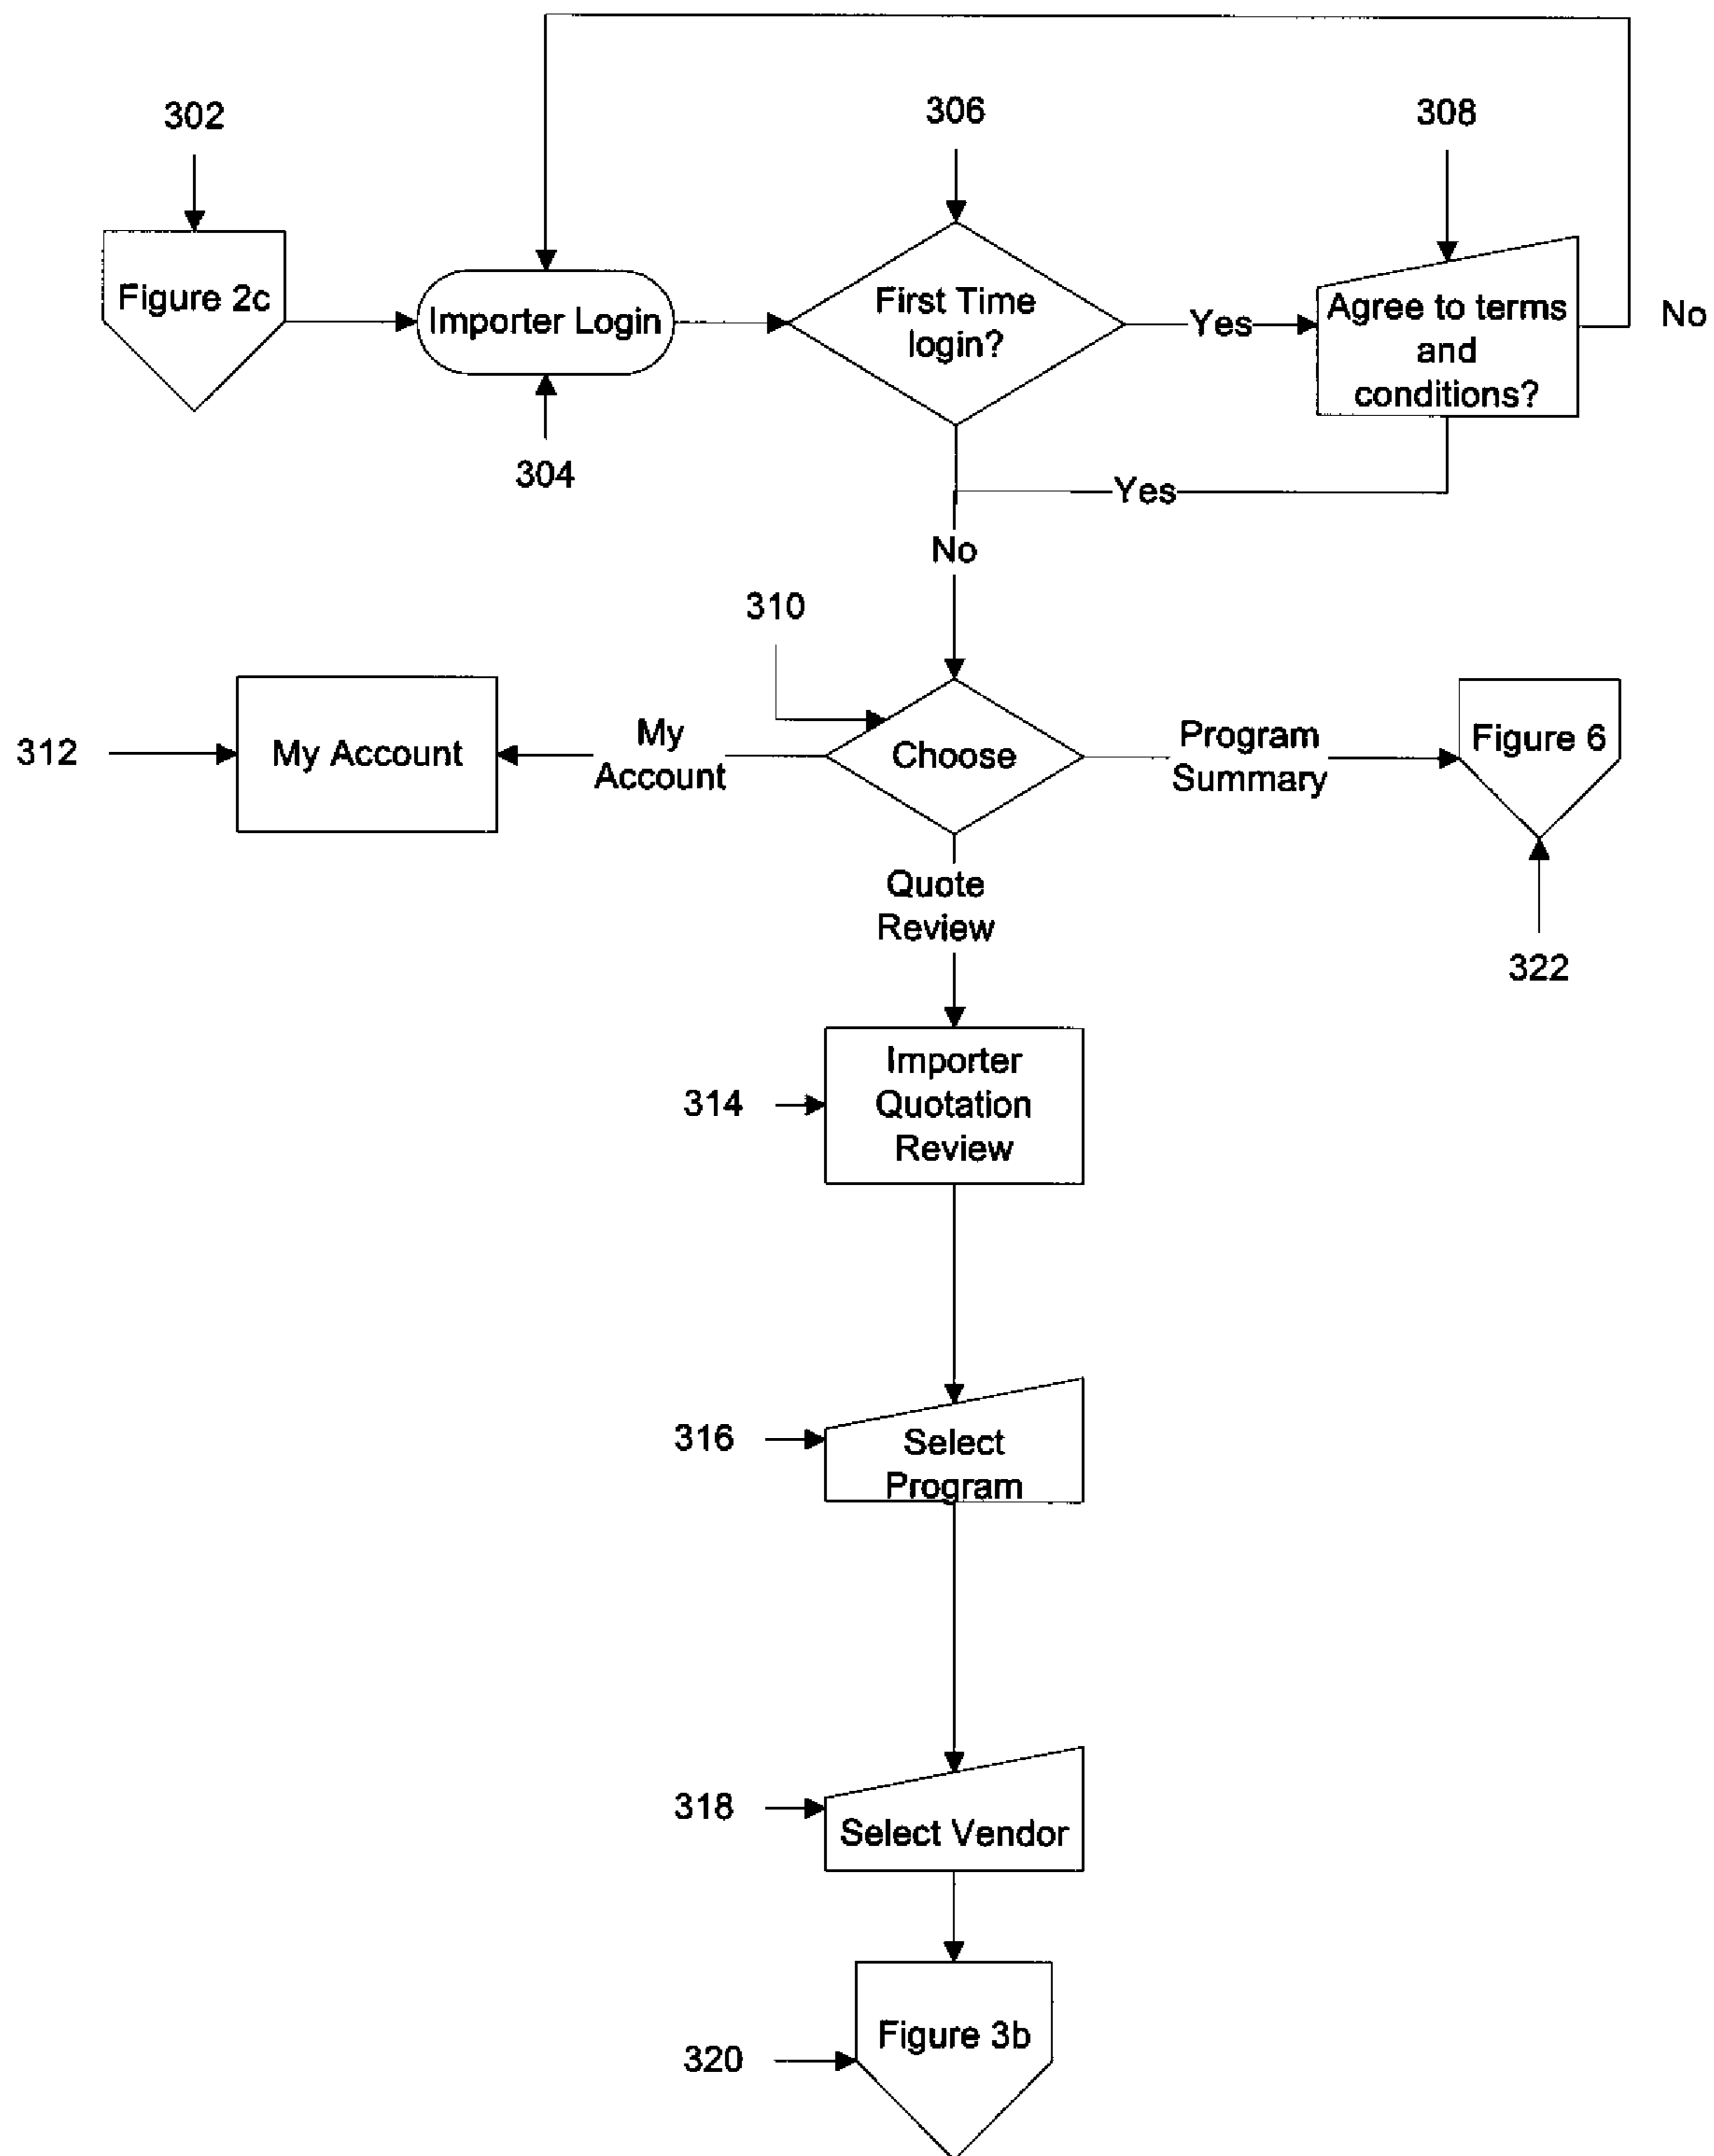 302
306
308
Figure 2c
Importer Login
First Time
login?
Yes
Agree to terms
and
conditions?
No
304
Yes
No
310
312
My Account
My
Account
Choose
Program
Summary
Figure 6
Quote
Review
322
314
Importer
Quotation
Review
316
Select
Program
318
Select Vendor
320
Figure 3b